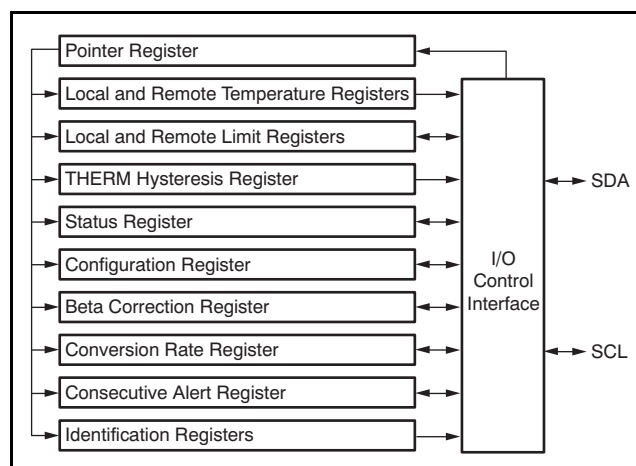 Pointer Register
Local and Remote Temperature Registers
Local and Remote Limit Registers
THERM Hysteresis Register
Status Register
Configuration Register
Beta Correction Register
Conversion Rate Register
Consecutive Alert Register
Identification Registers
I/O
Control
Interface
SDA
SCL